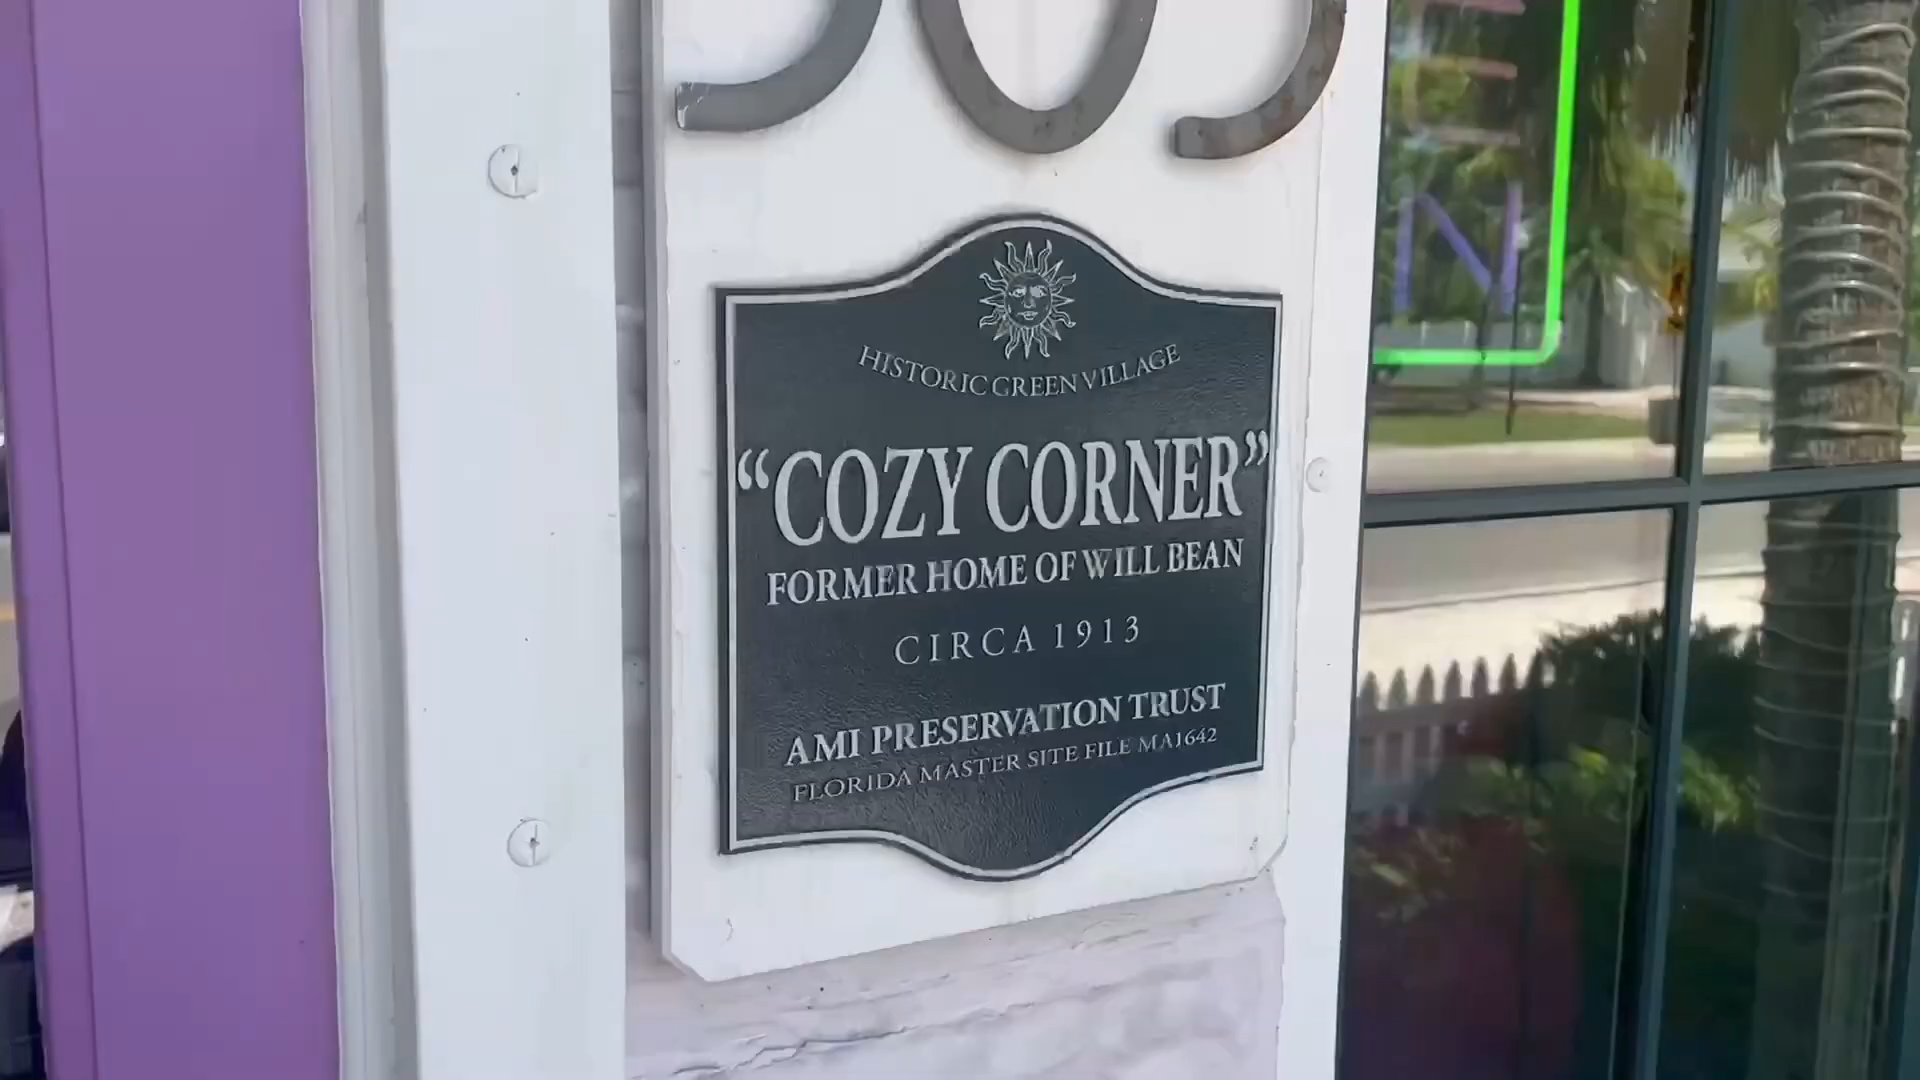 HISTORIC GREEN VILLAGE
“COZY CORNER”
FORMER HOME OF WILL BEAN
CIRCA 1913
AMI PRESERVATION TRUST
FLORIDA MASTER SITE FILE MA1642